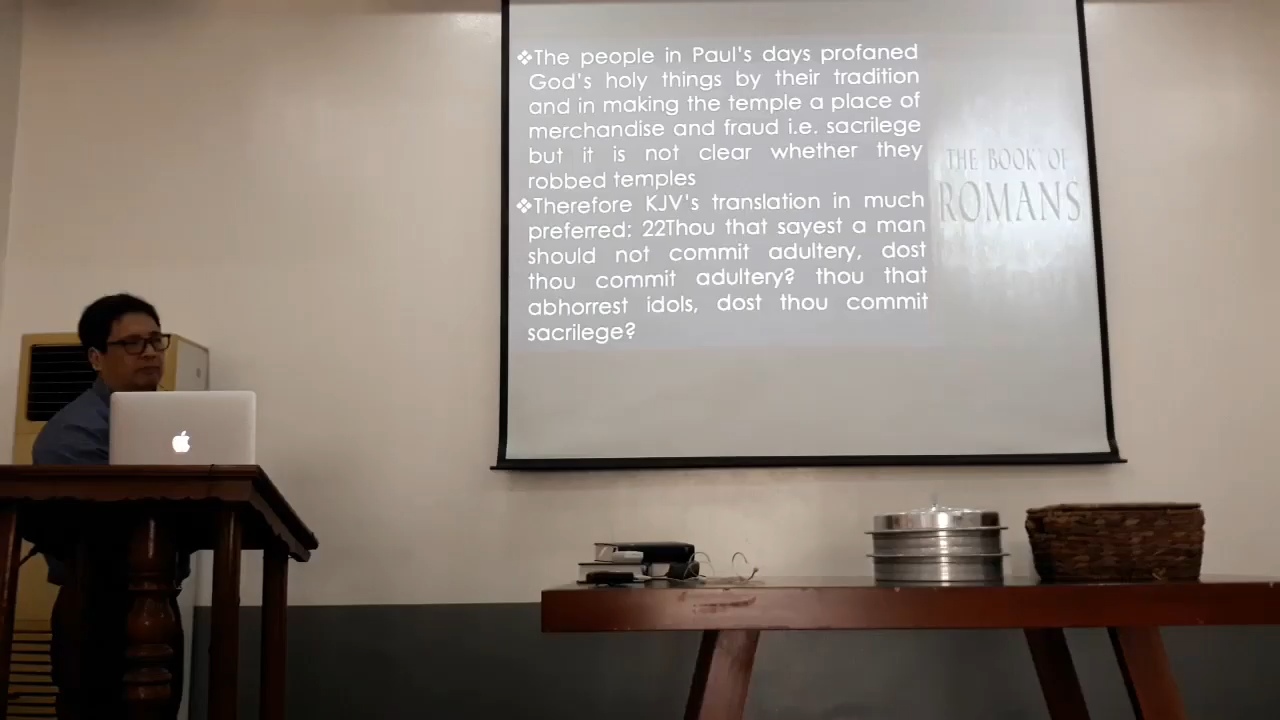 ❖The people in Paul's days profaned
God's holy things by their tradition
and in making the temple a place of
merchandise and fraud i.e. sacrilege
but it is not clear whether they
robbed temples
❖Therefore KJV's translation in much
preferred: 22Thou that sayest a man
should not commit adultery, dost
thou commit adultery? thou that
abhorrest idols, dost thou commit
sacrilege?
THE BOOK OF
ROMANS